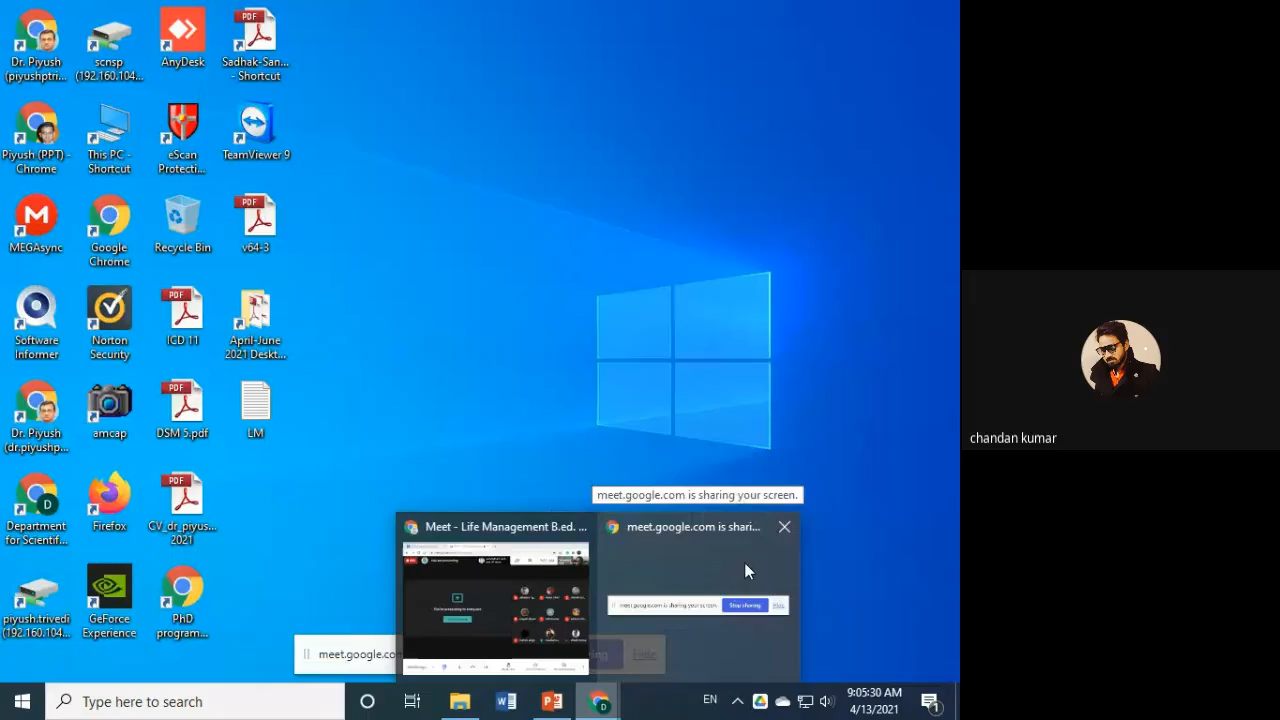 Dr. Piyush
(piyushptri...
scnsp
(192.160.104...
AnyDesk
PDF
Sadhak-San...
- Shortcut
Piyush (PPT) -
Chrome
This PC -
Shortcut
eScan
Protecti...
TeamViewer 9
MEGAsync
Google
Chrome
Recycle Bin
PDF
v64-3
Software
Informer
Norton
Security
PDF
ICD 11
April-June
2021 Deskt...
Dr. Piyush
(dr.piyushp...
amcap
PDF
DSM 5.pdf
LM
Department
for Scientif...
Firefox
PDF
CV_dr_piyus...
2021
piyush.trivedi
(192.160.104...
GeForce
Experience
PhD
program...
meet.google.com is sharing your screen.
Meet - Life Management B.ed. ...
meet.google.com is shari...
meet.google.com is sharing your screen.
Stop sharing
Hide
meet.google.co
Hide
Type here to search
EN
9:05:30 AM
4/13/2021
1
chandan kumar